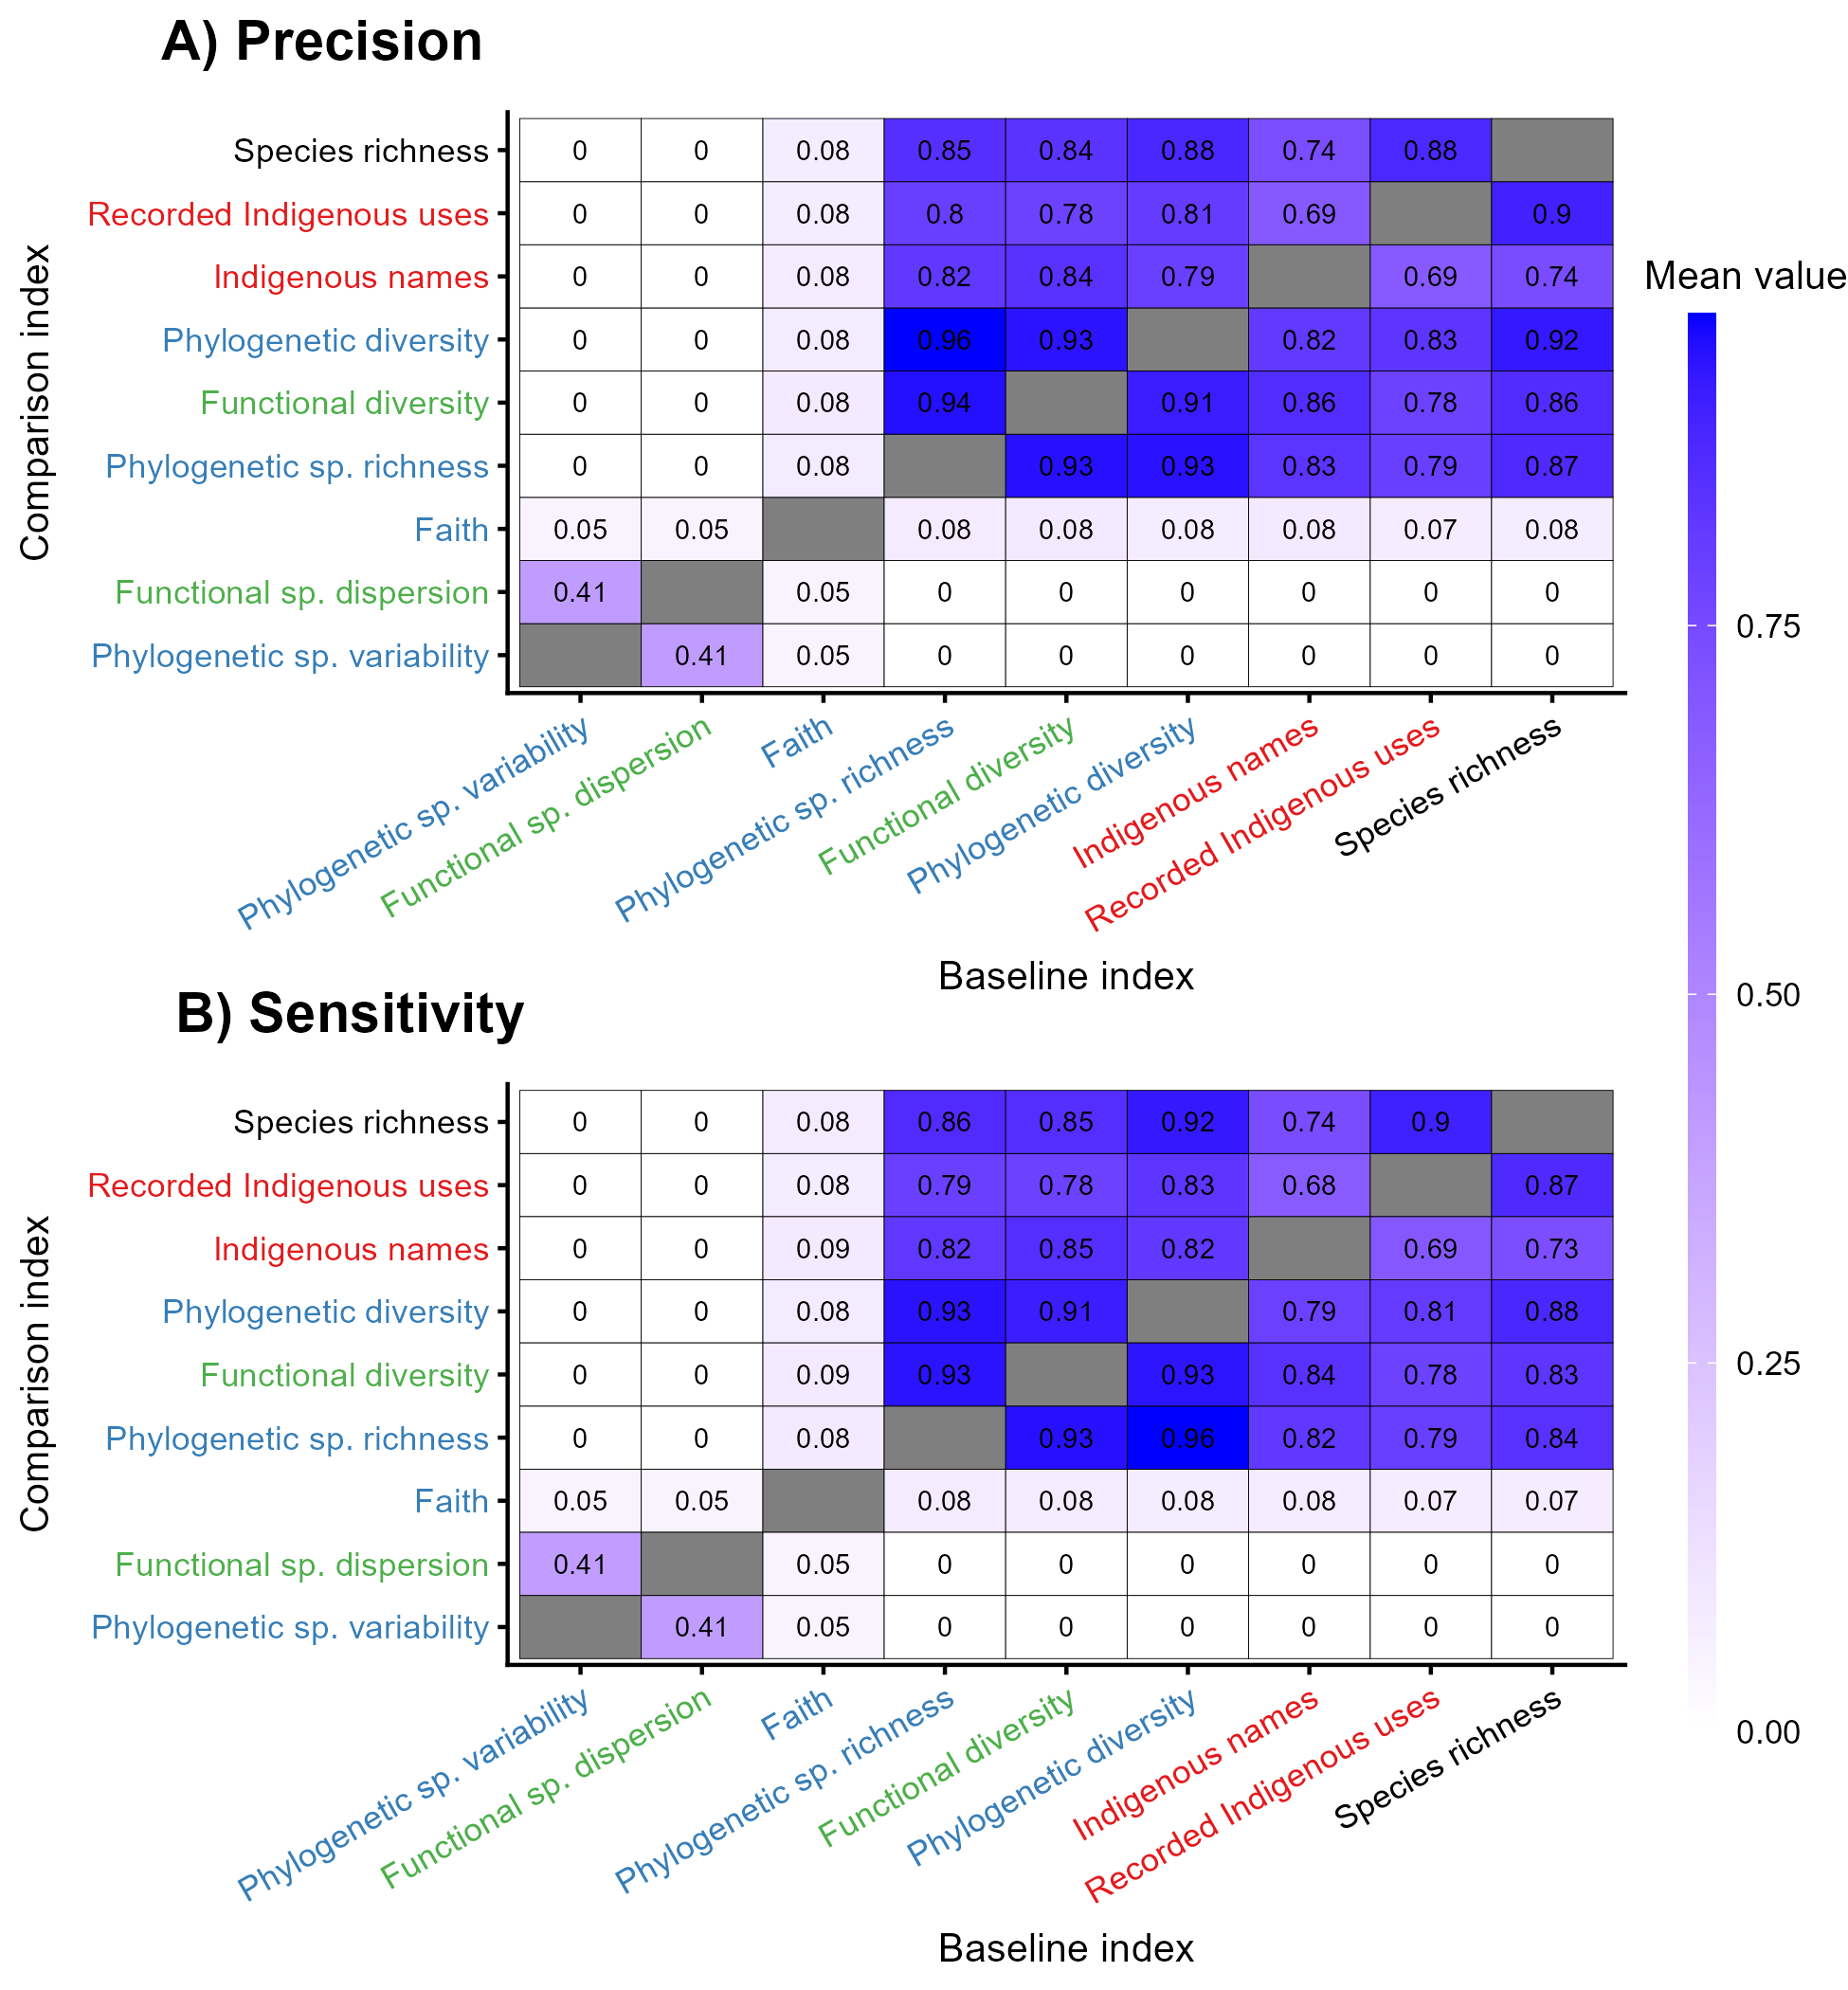 A) Precision
Comparison index
Species richness 0 0 0.08 0.85 0.84 0.88 0.74 0.88
Recorded Indigenous uses 0 0 0.08 0.8 0.78 0.81 0.69 0.9
Indigenous names 0 0 0.08 0.82 0.84 0.79 0.69 0.74
Phylogenetic diversity 0 0 0.08 0.96 0.93 0.82 0.83 0.92
Functional diversity 0 0 0.08 0.94 0.91 0.86 0.78 0.86
Phylogenetic sp. richness 0 0 0.08 0.93 0.93 0.83 0.79 0.87
Faith 0.05 0.05 0.08 0.08 0.08 0.08 0.07 0.08
Functional sp. dispersion 0.41 0.05 0 0 0 0 0 0
Phylogenetic sp. variability 0.41 0.05 0 0 0 0 0 0
Phylogenetic sp. variability
Functional sp. dispersion
Faith
Phylogenetic sp. richness
Functional diversity
Phylogenetic diversity
Indigenous names
Recorded Indigenous uses
Species richness
Baseline index
Mean value
0.75
0.50
0.25
0.00
B) Sensitivity
Comparison index
Species richness 0 0 0.08 0.86 0.85 0.92 0.74 0.9
Recorded Indigenous uses 0 0 0.08 0.79 0.78 0.83 0.68 0.87
Indigenous names 0 0 0.09 0.82 0.85 0.82 0.69 0.73
Phylogenetic diversity 0 0 0.08 0.93 0.91 0.79 0.81 0.88
Functional diversity 0 0 0.09 0.93 0.93 0.84 0.78 0.83
Phylogenetic sp. richness 0 0 0.08 0.93 0.96 0.82 0.79 0.84
Faith 0.05 0.05 0.08 0.08 0.08 0.08 0.07 0.07
Functional sp. dispersion 0.41 0.05 0 0 0 0 0 0
Phylogenetic sp. variability 0.41 0.05 0 0 0 0 0 0
Phylogenetic sp. variability
Functional sp. dispersion
Faith
Phylogenetic sp. richness
Functional diversity
Phylogenetic diversity
Indigenous names
Recorded Indigenous uses
Species richness
Baseline index